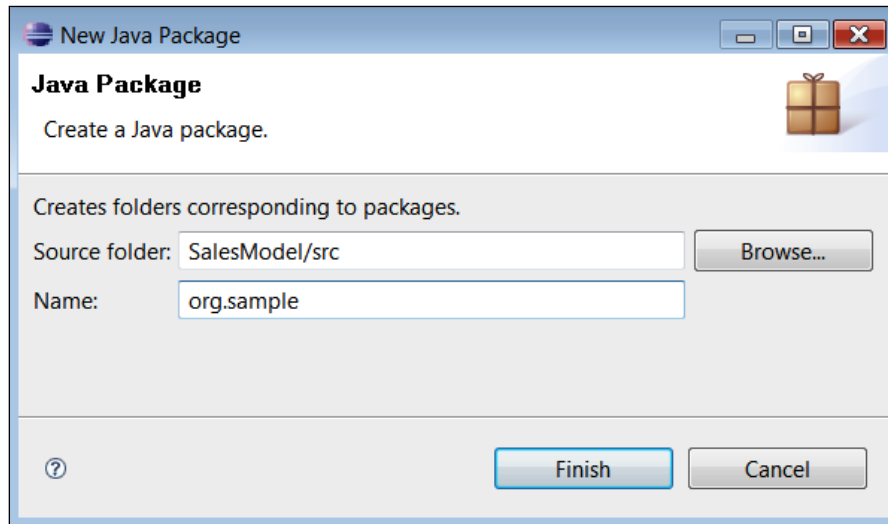 New Java Package
Java Package
Create a Java package.
Creates folders corresponding to packages.
Source folder: SalesModel/src Browse...
Name: org.sample
? Finish Cancel